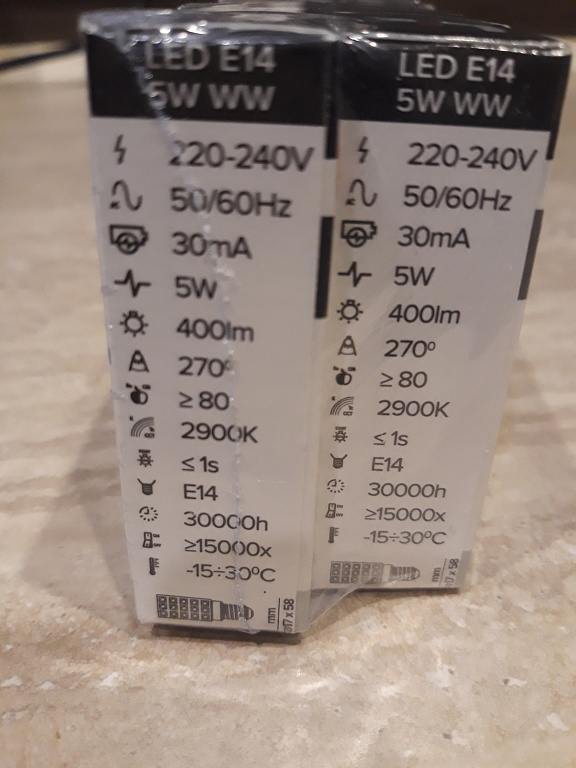 LED E14
5W WW
220-240V
50/60Hz
30mA
5W
400lm
270º
≥ 80
2900K
≤ 1s
E14
30000h
≥15000x
-15÷30ºC
mm
LED E14
5W WW
220-240V
50/60Hz
30mA
5W
400lm
270º
≥ 80
2900K
≤ 1s
E14
30000h
≥15000x
-15÷30ºC
mm